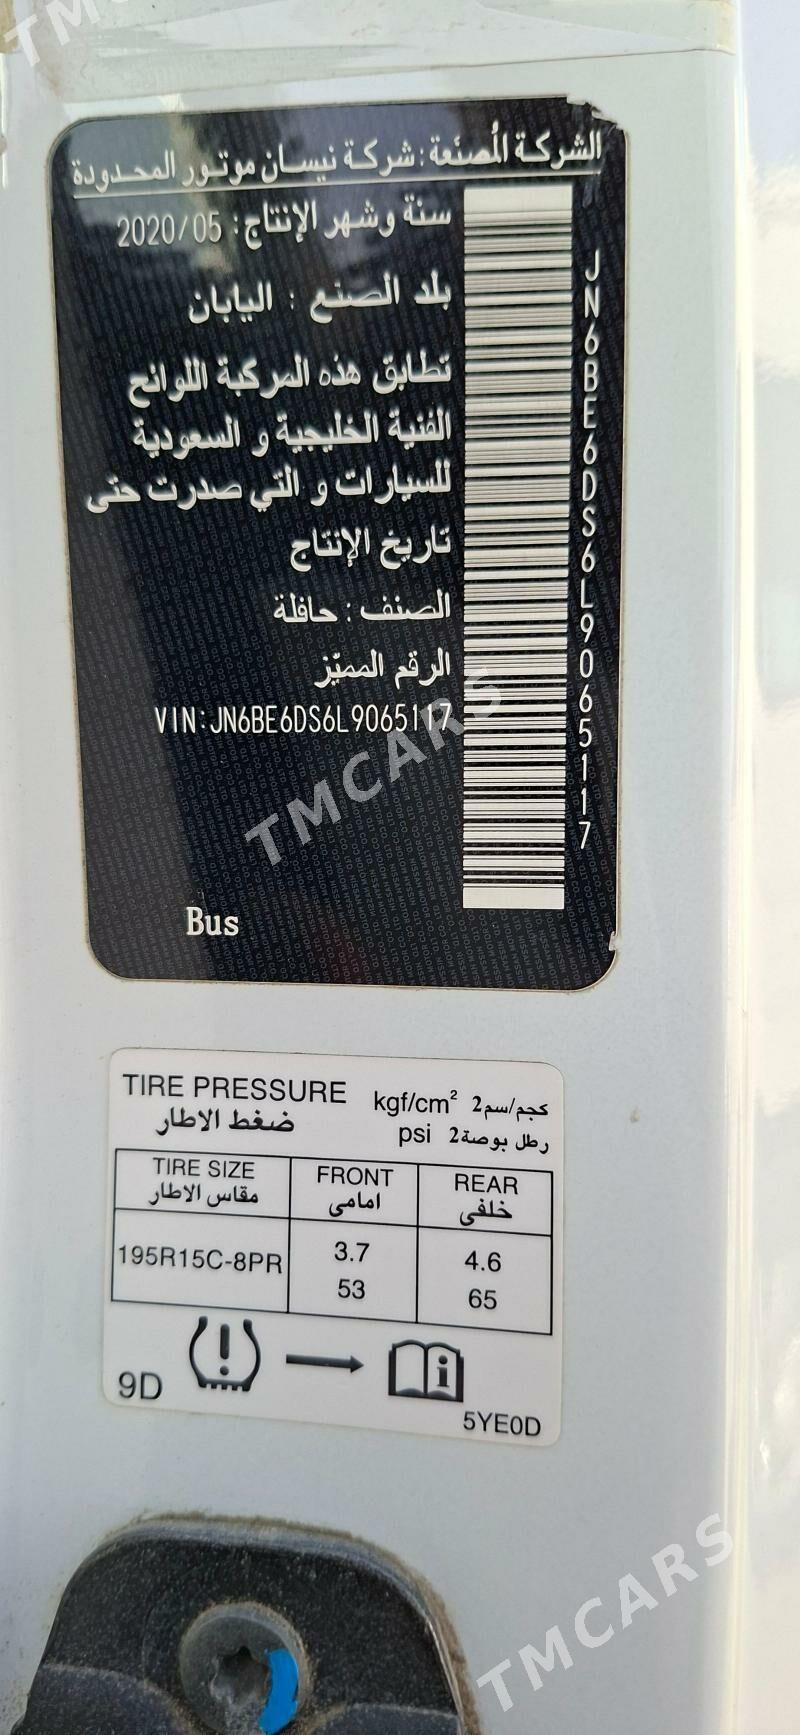 الشركة المُصنّعة : شركة نيسان موتور المحدودة
سنة وشهر الإنتاج: 2020/05
بلد الصنع : اليابان
تطابق هذه المركبة اللوائح
الفنية الخليجية و السعودية
للسيارات و التي صدرت حتى
تاريخ الإنتاج
الصنف : حافلة
الرقم المميّز
VIN:JN6BE6DS6L9065117
JN6BE6DS6L9065117
Bus
TMCARS
TIRE PRESSURE kgf/cm² كجم/سم2
ضغط الاطار psi رطل بوصة2
TIRE SIZE FRONT REAR
مقاس الاطار امامى خلفى
195R15C-8PR 3.7 4.6
53 65
9D
5YE0D
TMCARS